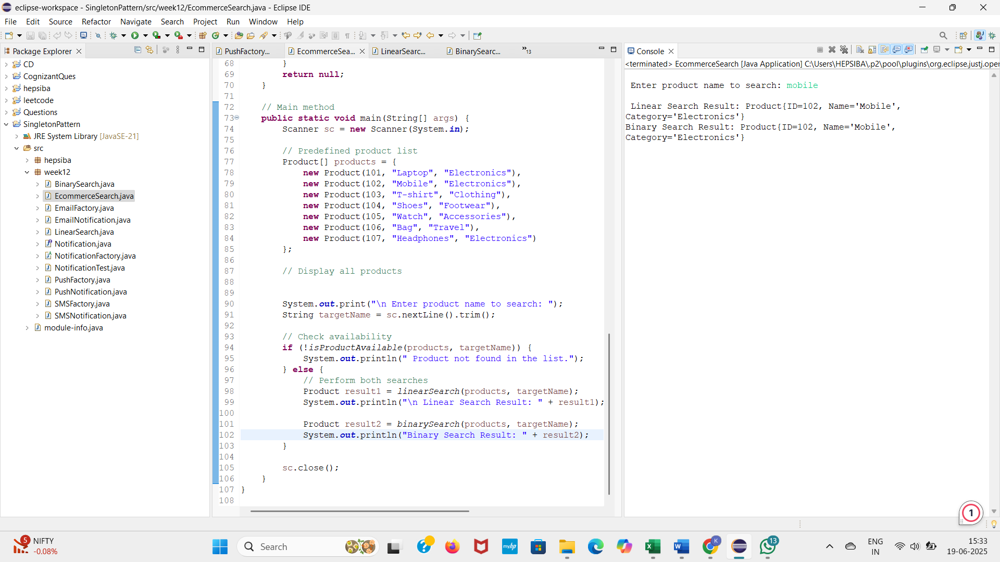 eclipse-workspace - SingletonPattern/src/week12/EcommerceSearch.java - Eclipse IDE
File Edit Source Refactor Navigate Search Project Run Window Help
Package Explorer
CD
CognizantQues
hepsiba
leetcode
Questions
SingletonPattern
JRE System Library [JavaSE-21]
src
hepsiba
week12
BinarySearch.java
EcommerceSearch.java
EmailFactory.java
EmailNotification.java
LinearSearch.java
Notification.java
NotificationFactory.java
NotificationTest.java
PushFactory.java
PushNotification.java
SMSFactory.java
SMSNotification.java
module-info.java
PushFactory... EcommerceSea... LinearSearc... BinarySearc... »13
68 }
69 return null;
70 }
71
72 // Main method
73 public static void main(String[] args) {
74 Scanner sc = new Scanner(System.in);
75
76 // Predefined product list
77 Product[] products = {
78 new Product(101, "Laptop", "Electronics"),
79 new Product(102, "Mobile", "Electronics"),
80 new Product(103, "T-shirt", "Clothing"),
81 new Product(104, "Shoes", "Footwear"),
82 new Product(105, "Watch", "Accessories"),
83 new Product(106, "Bag", "Travel"),
84 new Product(107, "Headphones", "Electronics")
85 };
86
87 // Display all products
88
89
90 System.out.print("\n Enter product name to search: ");
91 String targetName = sc.nextLine().trim();
92
93 // Check availability
94 if (!isProductAvailable(products, targetName)) {
95 System.out.println(" Product not found in the list.");
96 } else {
97 // Perform both searches
98 Product result1 = linearSearch(products, targetName);
99 System.out.println("\n Linear Search Result: " + result1);
100
101 Product result2 = binarySearch(products, targetName);
102 System.out.println("Binary Search Result: " + result2);
103 }
104
105 sc.close();
106 }
107 }
108
Console
<terminated> EcommerceSearch [Java Application] C:\Users\HEPSIBA\.p2\pool\plugins\org.eclipse.justj.oper
Enter product name to search: mobile
Linear Search Result: Product{ID=102, Name='Mobile',
Category='Electronics'}
Binary Search Result: Product{ID=102, Name='Mobile',
Category='Electronics'}
1
5
NIFTY
-0.08%
Search
myhp
K
13
ENG
IN
15:33
19-06-2025